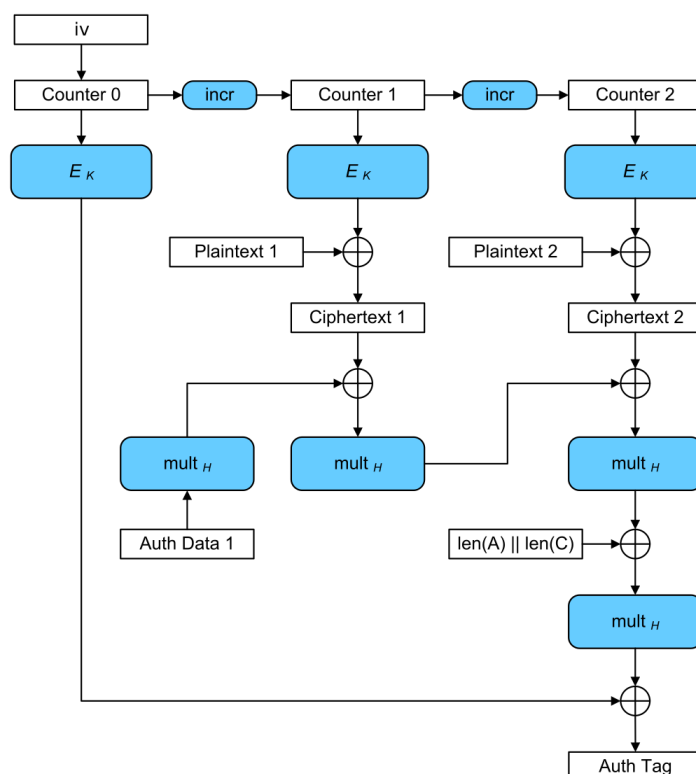 iv
Counter 0
incr
Counter 1
incr
Counter 2
E K
E K
E K
Plaintext 1
Plaintext 2
Ciphertext 1
Ciphertext 2
mult H
mult H
mult H
Auth Data 1
len(A) || len(C)
mult H
Auth Tag